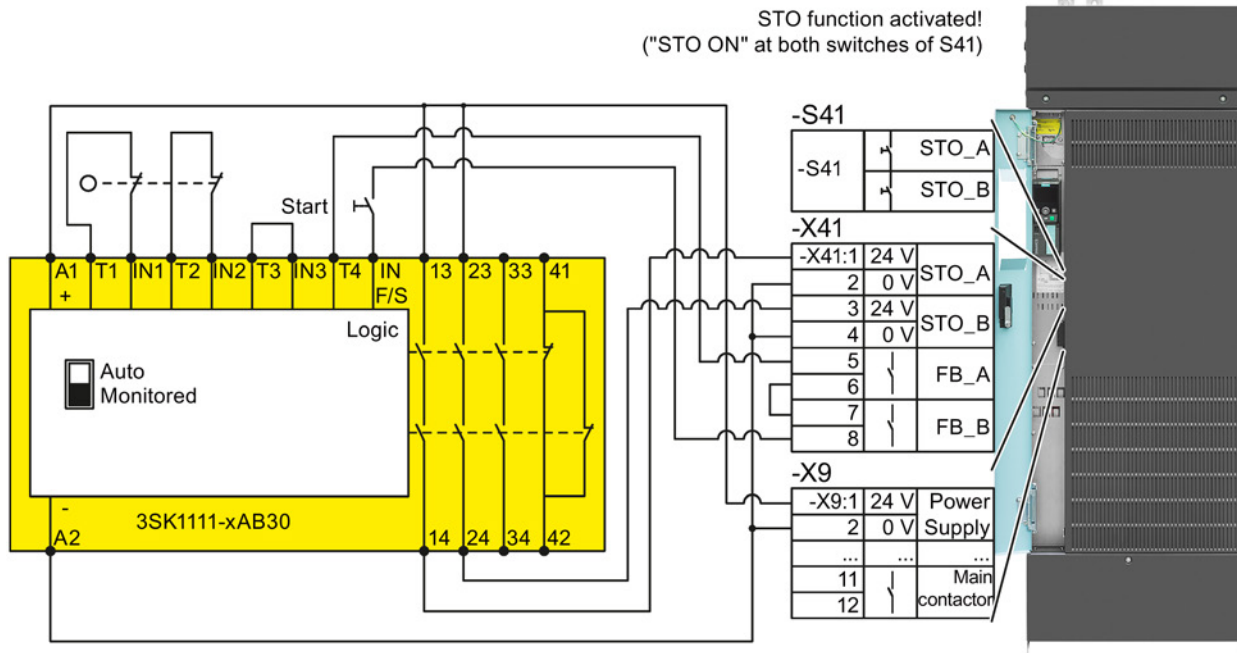 STO function activated!
("STO ON" at both switches of S41)
-S41
-S41
STO_A
STO_B
Start
-X41
-X41:1 24 V STO_A
2 0 V
3 24 V STO_B
4 0 V
5 FB_A
6
7 FB_B
8
A1 T1 IN1 T2 IN2 T3 IN3 T4 IN 13 23 33 41
+ F/S
Logic
Auto
Monitored
-X9
-X9:1 24 V Power
2 0 V Supply
... ... ...
11 Main
12 contactor
-
3SK1111-xAB30
A2 14 24 34 42